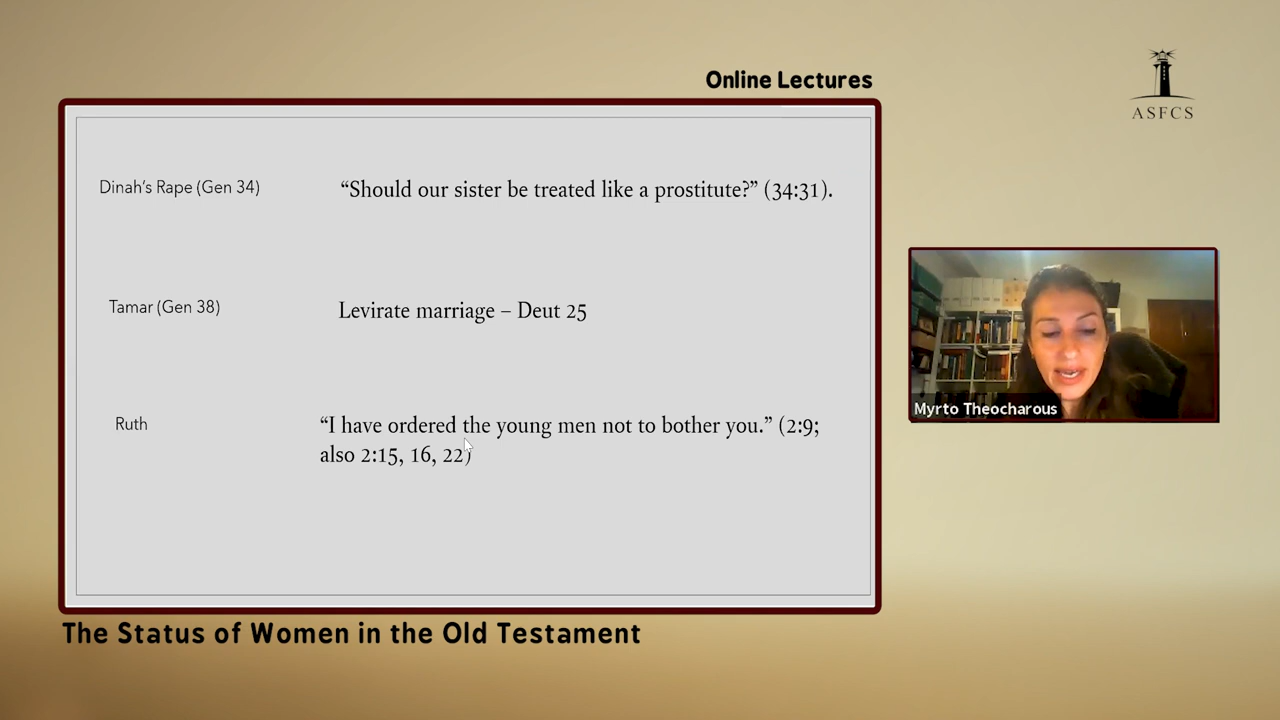 Online Lectures
ASFCS
Dinah's Rape (Gen 34)
“Should our sister be treated like a prostitute?” (34:31).
Tamar (Gen 38)
Levirate marriage – Deut 25
Ruth
“I have ordered the young men not to bother you.” (2:9;
also 2:15, 16, 22)
Myrto Theocharous
The Status of Women in the Old Testament